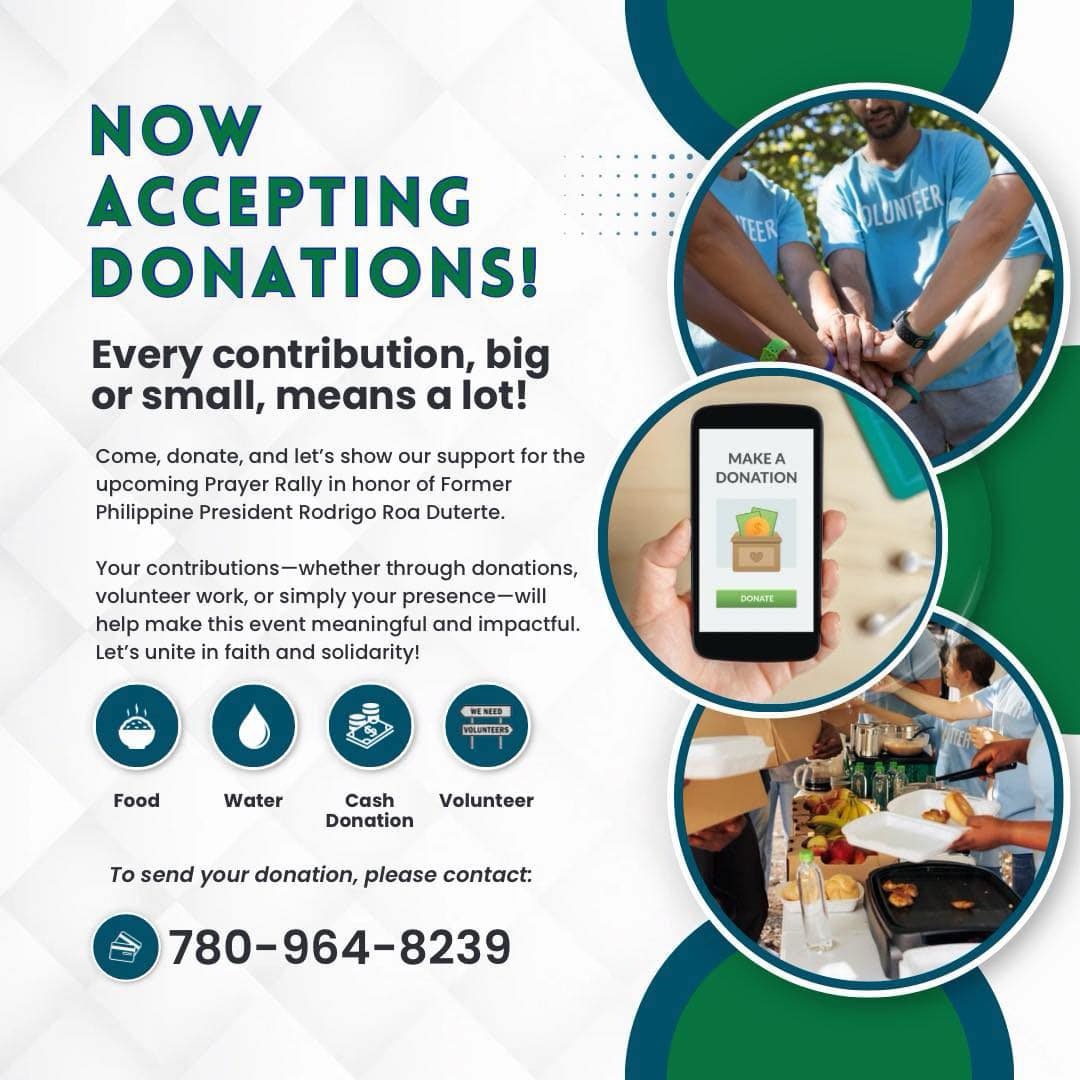 NOW
ACCEPTING
DONATIONS!
Every contribution, big
or small, means a lot!
Come, donate, and let's show our support for the
upcoming Prayer Rally in honor of Former
Philippine President Rodrigo Roa Duterte.
Your contributions—whether through donations,
volunteer work, or simply your presence—will
help make this event meaningful and impactful.
Let's unite in faith and solidarity!
WE NEED
VOLUNTEERS
Food
Water
Cash
Donation
Volunteer
To send your donation, please contact:
780-964-8239
TEER
OLUNTEER
MAKE A
DONATION
DONATE